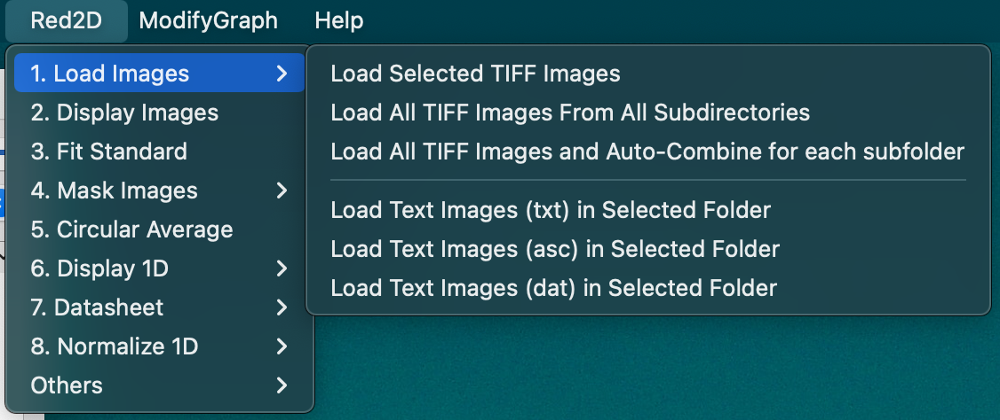 Red2D ModifyGraph Help
1. Load Images
2. Display Images
3. Fit Standard
4. Mask Images
5. Circular Average
6. Display 1D
7. Datasheet
8. Normalize 1D
Others
Load Selected TIFF Images
Load All TIFF Images From All Subdirectories
Load All TIFF Images and Auto-Combine for each subfolder
Load Text Images (txt) in Selected Folder
Load Text Images (asc) in Selected Folder
Load Text Images (dat) in Selected Folder